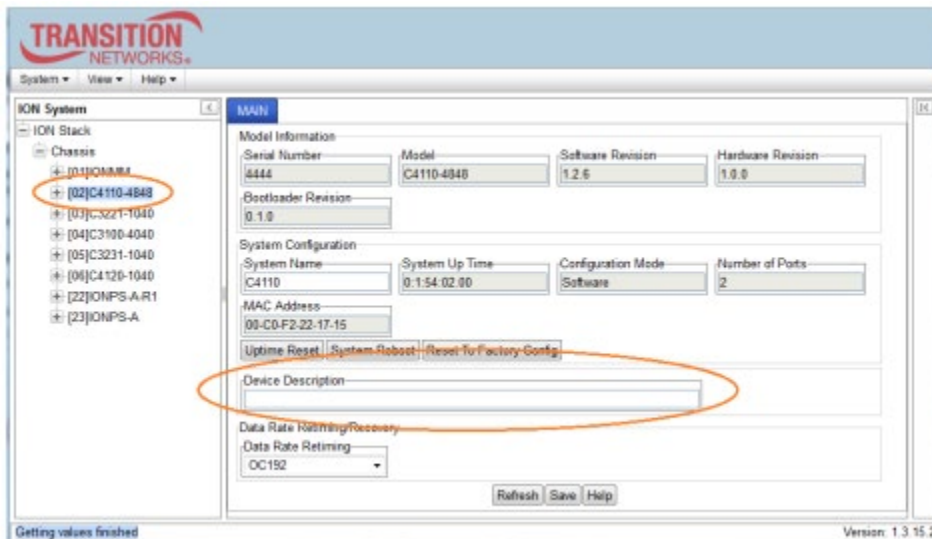 TRANSITION
NETWORKS®
System View Help
ION System
MAIN
ION Stack
Chassis
[01]IONMM
[02]C4110-4848
[03]C3221-1040
[04]C3100-4040
[05]C3231-1040
[06]C4120-1040
[22]IONPS-A-R1
[23]IONPS-A
Model Information
Serial Number Model Software Revision Hardware Revision
4444 C4110-4848 1.2.6 1.0.0
Bootloader Revision
0.1.0
System Configuration
System Name System Up Time Configuration Mode Number of Ports
C4110 0:1:54:02.00 Software 2
MAC Address
00-C0-F2-22-17-15
Uptime Reset System Reboot Reset To Factory Config
Device Description
Data Rate Retiming/Recovery
Data Rate Retiming
OC192
Refresh Save Help
Getting values finished Version: 1.3.15.2